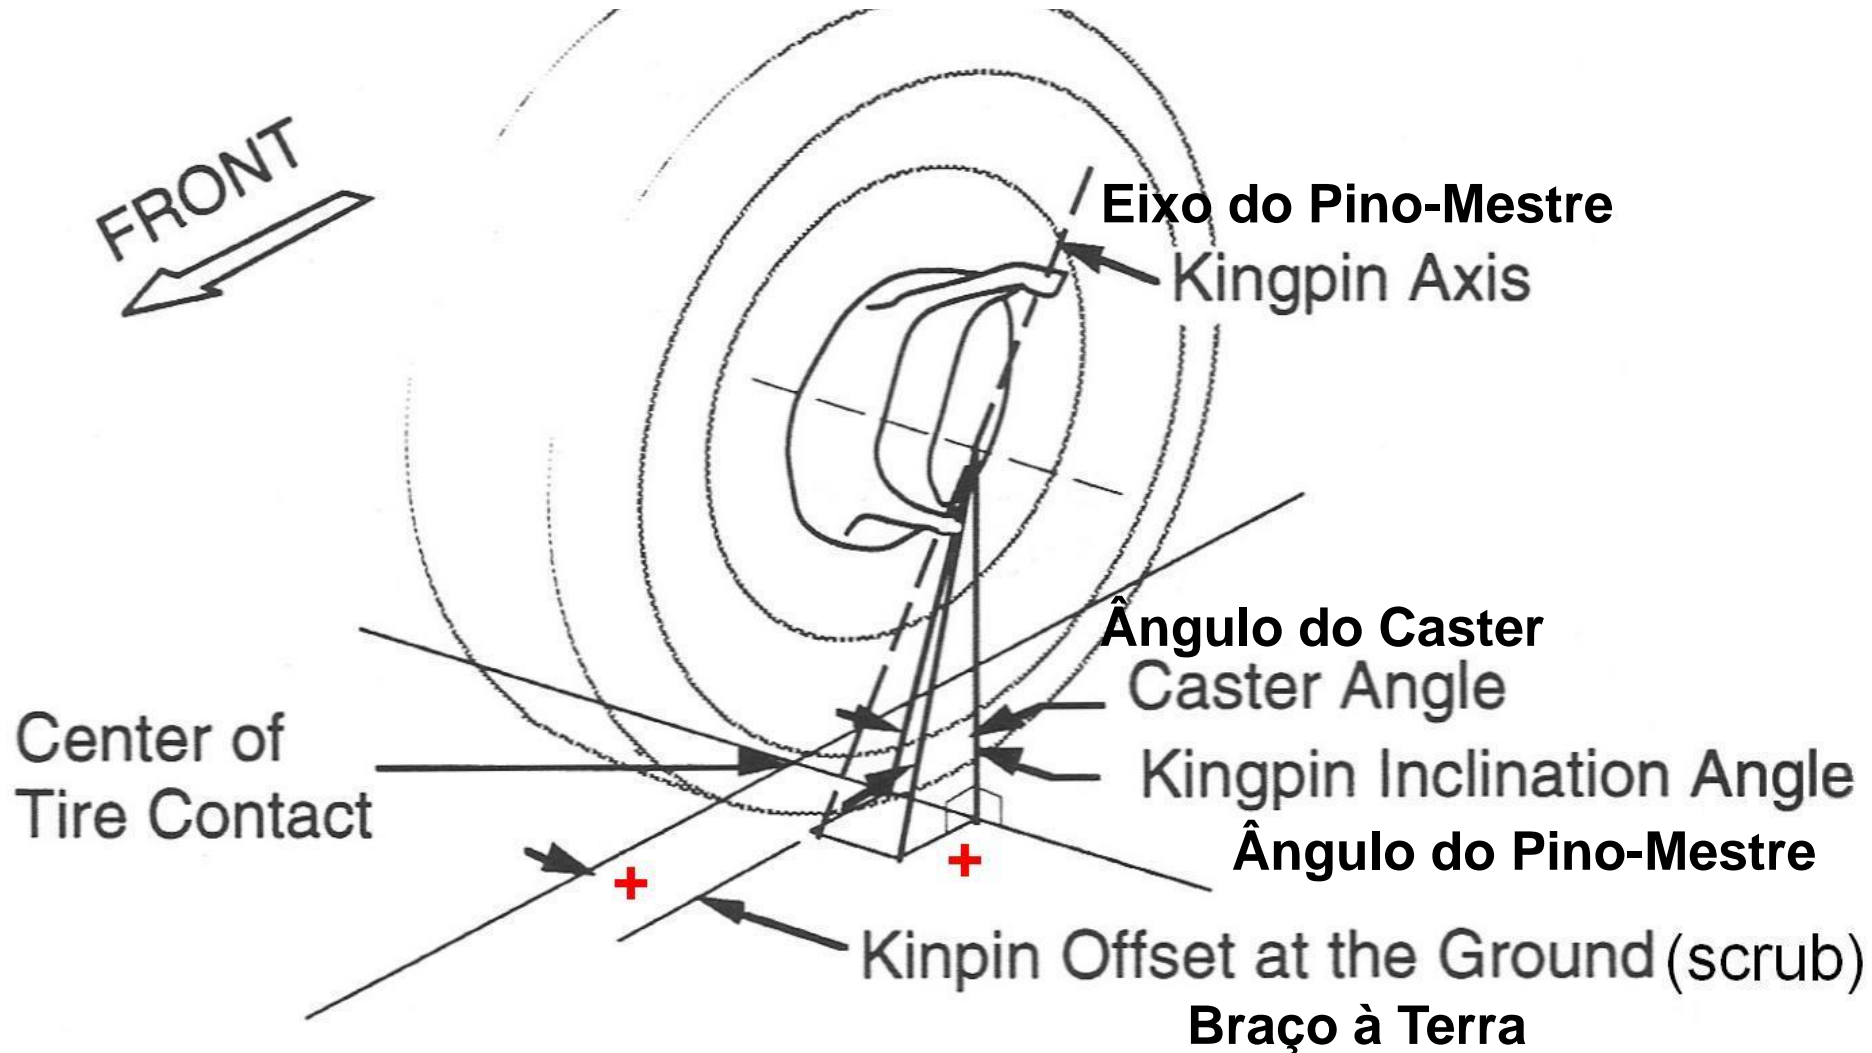 FRONT
Eixo do Pino-Mestre
Kingpin Axis
Ângulo do Caster
Caster Angle
Center of
Tire Contact
Kingpin Inclination Angle
Ângulo do Pino-Mestre
+
+
Kinpin Offset at the Ground (scrub)
Braço à Terra